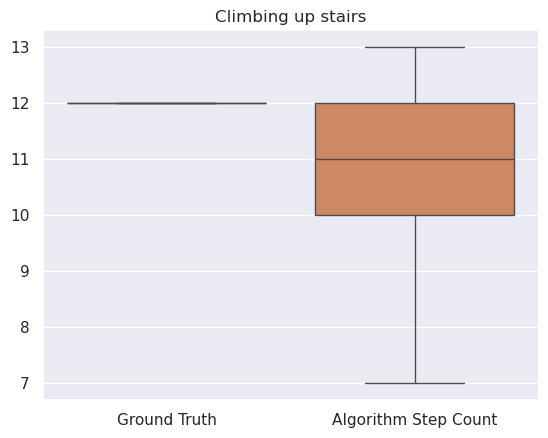 Climbing up stairs
13
12
11
10
9
8
7
Ground Truth
Algorithm Step Count